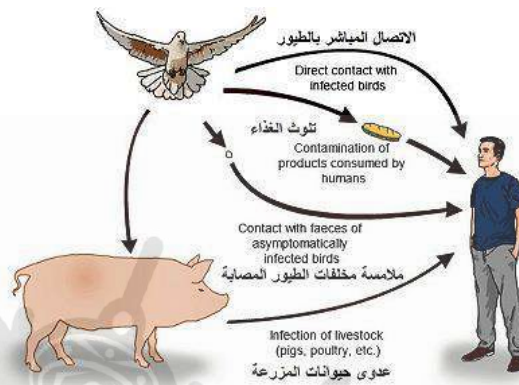 الاتصال المباشر بالطيور
Direct contact with
infected birds
تلوث الغذاء
Contamination of
products consumed by
humans
Contact with faeces of
asymptomatically
infected birds
ملامسة مخلفات الطيور المصابة
Infection of livestock
(pigs, poultry, etc.)
عدوى حيوانات المزرعة